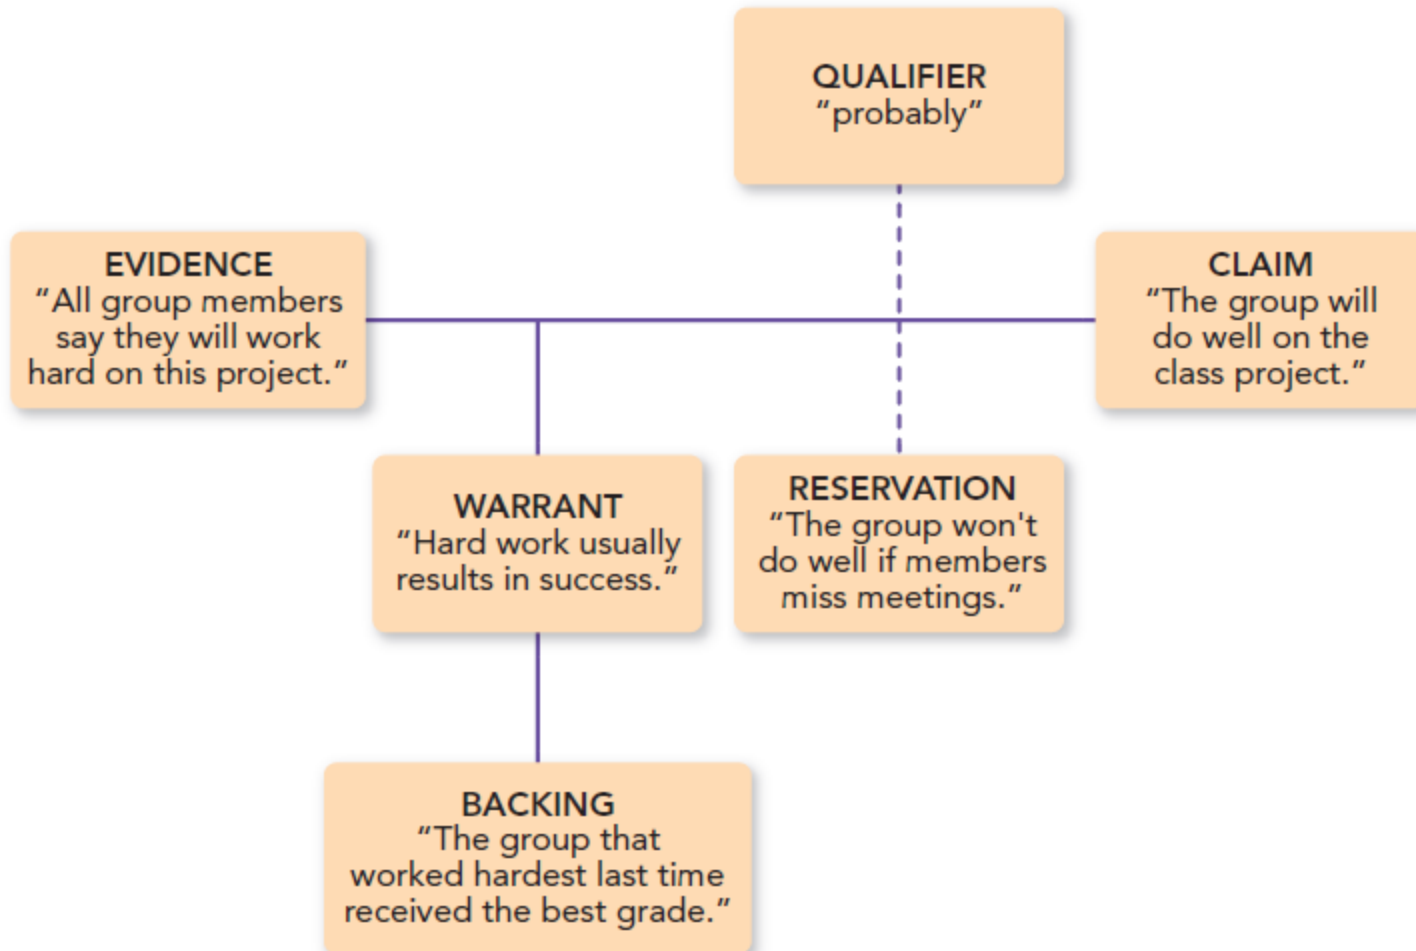 QUALIFIER
“probably”
EVIDENCE
“All group members
say they will work
hard on this project.”
CLAIM
“The group will
do well on the
class project.”
WARRANT
“Hard work usually
results in success.”
RESERVATION
“The group won't
do well if members
miss meetings.”
BACKING
“The group that
worked hardest last time
received the best grade.”